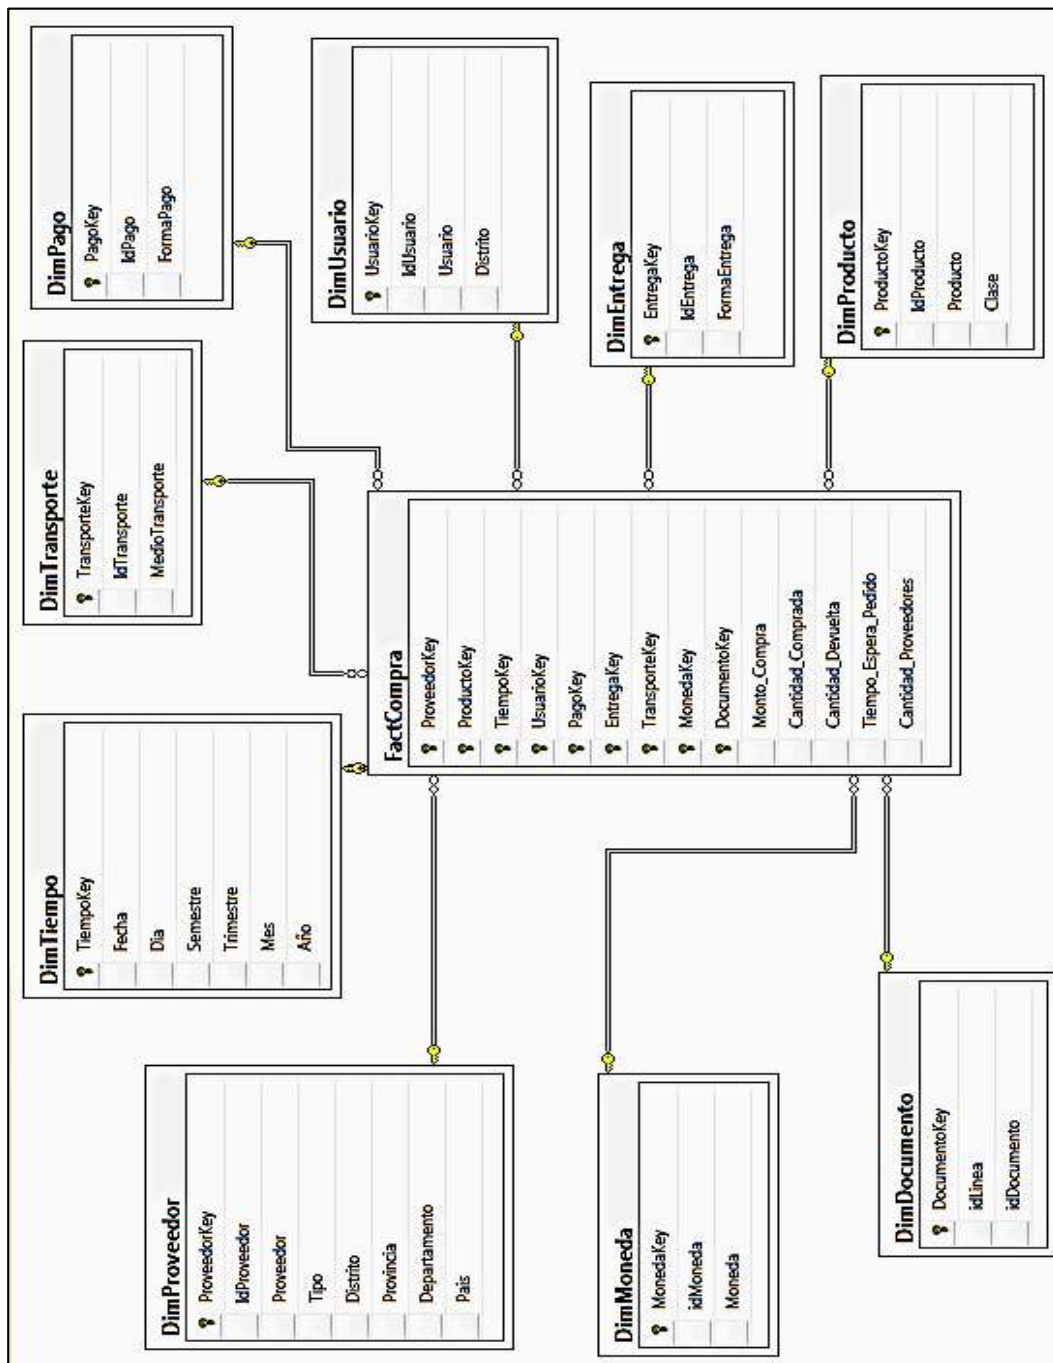 DimProveedor
ProveedorKey
IdProveedor
Proveedor
Tipo
Distrito
Provincia
Departamento
Pais
DimTiempo
TiempoKey
Fecha
Dia
Semestre
Trimestre
Mes
Año
DimTransporte
TransporteKey
IdTransporte
MedioTransporte
DimPago
PagoKey
IdPago
FormaPago
DimMoneda
MonedaKey
idMoneda
Moneda
FactCompra
ProveedorKey
ProductoKey
TiempoKey
UsuarioKey
PagoKey
EntregaKey
TransporteKey
MonedaKey
DocumentoKey
Monto_Compra
Cantidad_Comprada
Cantidad_Devuelta
Tiempo_Espera_Pedido
Cantidad_Proveedores
DimUsuario
UsuarioKey
IdUsuario
Usuario
Distrito
DimEntrega
EntregaKey
IdEntrega
FormaEntrega
DimDocumento
DocumentoKey
idLinea
idDocumento
DimProducto
ProductoKey
IdProducto
Producto
Clase